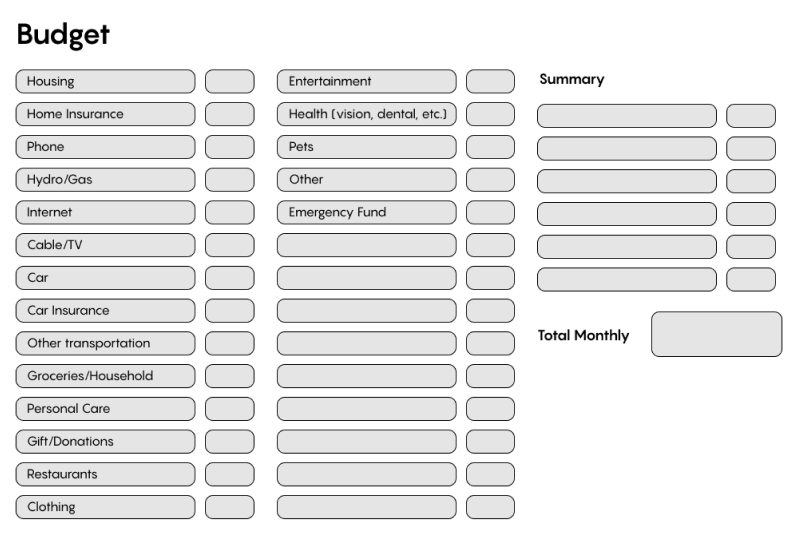 Budget
Housing
Home Insurance
Phone
Hydro/Gas
Internet
Cable/TV
Car
Car Insurance
Other transportation
Groceries/Household
Personal Care
Gift/Donations
Restaurants
Clothing
Entertainment
Health (vision, dental, etc.)
Pets
Other
Emergency Fund
Summary
Total Monthly